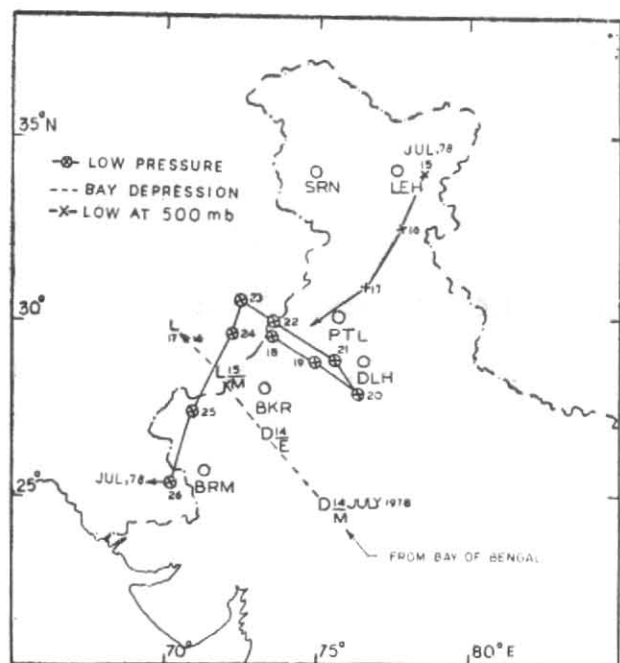 35°N
LOW PRESSURE
BAY DEPRESSION
LOW AT 500 mb
JUL,78
15
SRN
LEH
16
17
30°
23
22
L
17
24
18
PTL
21
19
DLH
20
L 15/M
BKR
25
D 14/E
JUL,78
26
BRM
25°
D 14/M JULY 1978
FROM BAY OF BENGAL
70°
75°
80°E